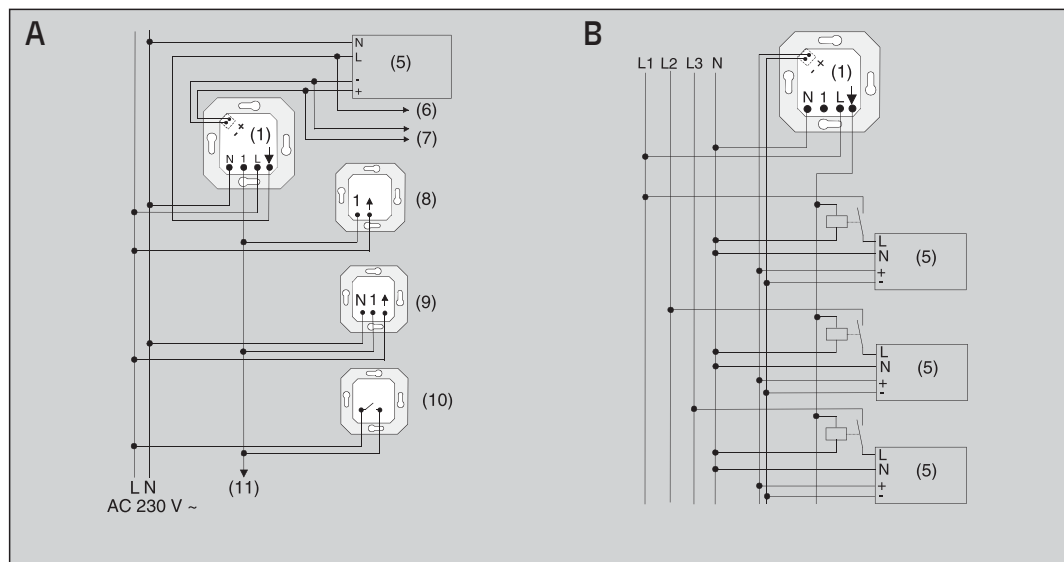 A
N
L
(5)
-
+
(6)
(7)
+
-
(1)
N 1 L
1
(8)
N 1
(9)
(10)
L N
(11)
AC 230 V ~
B
L1 L2 L3 N
+
-
(1)
N 1 L
L
N
(5)
+
-
L
N
(5)
+
-
L
N
(5)
+
-